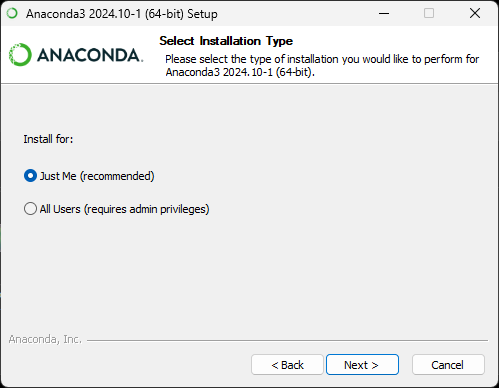 Anaconda3 2024.10-1 (64-bit) Setup
ANACONDA.
Select Installation Type
Please select the type of installation you would like to perform for
Anaconda3 2024.10-1 (64-bit).
Install for:
Just Me (recommended)
All Users (requires admin privileges)
Anaconda, Inc.
< Back
Next >
Cancel